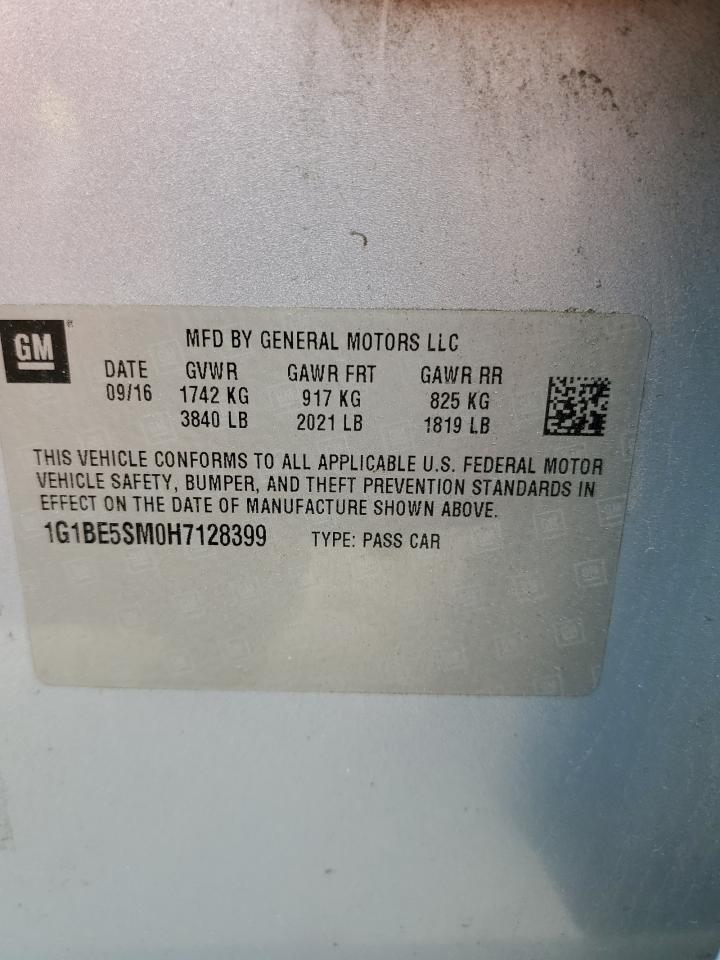 GM
MFD BY GENERAL MOTORS LLC
DATE GVWR GAWR FRT GAWR RR
09/16 1742 KG 917 KG 825 KG
3840 LB 2021 LB 1819 LB
THIS VEHICLE CONFORMS TO ALL APPLICABLE U.S. FEDERAL MOTOR
VEHICLE SAFETY, BUMPER, AND THEFT PREVENTION STANDARDS IN
EFFECT ON THE DATE OF MANUFACTURE SHOWN ABOVE.
1G1BE5SM0H7128399 TYPE: PASS CAR